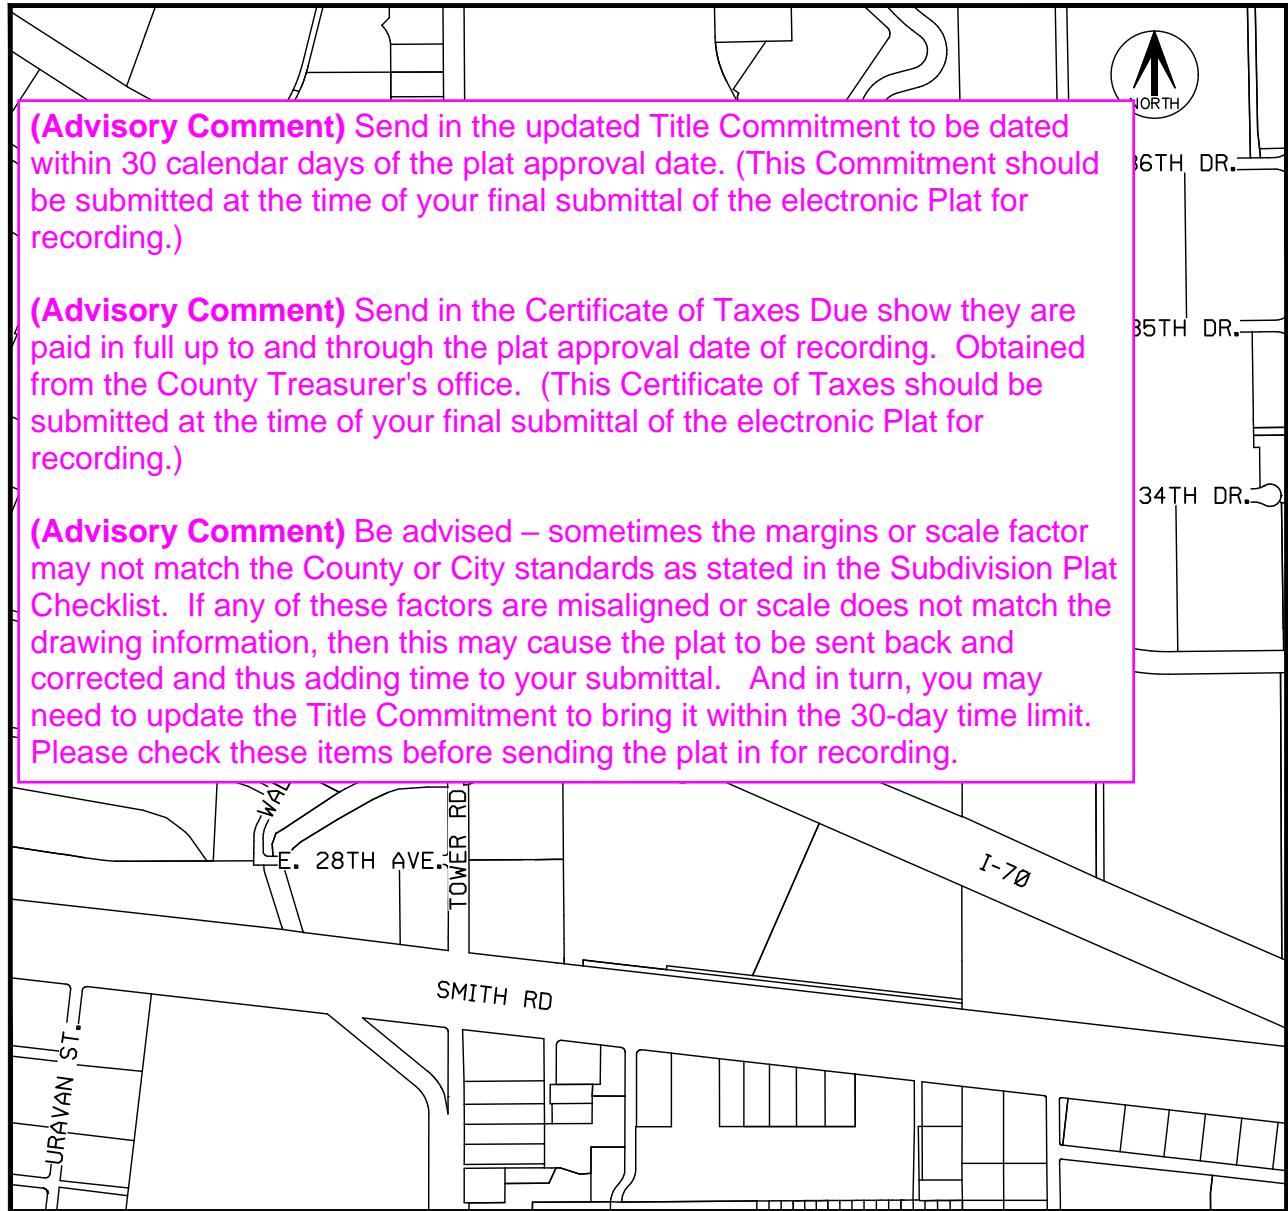 NORTH
(Advisory Comment) Send in the updated Title Commitment to be dated
within 30 calendar days of the plat approval date. (This Commitment should
be submitted at the time of your final submittal of the electronic Plat for
recording.)
(Advisory Comment) Send in the Certificate of Taxes Due show they are
paid in full up to and through the plat approval date of recording.  Obtained
from the County Treasurer's office.  (This Certificate of Taxes should be
submitted at the time of your final submittal of the electronic Plat for
recording.)
(Advisory Comment) Be advised – sometimes the margins or scale factor
may not match the County or City standards as stated in the Subdivision Plat
Checklist.  If any of these factors are misaligned or scale does not match the
drawing information, then this may cause the plat to be sent back and
corrected and thus adding time to your submittal.   And in turn, you may
need to update the Title Commitment to bring it within the 30-day time limit.
Please check these items before sending the plat in for recording.
36TH DR.
35TH DR.
34TH DR.
E. 28TH AVE.
TOWER RD
I-70
SMITH RD
URAVAN ST.